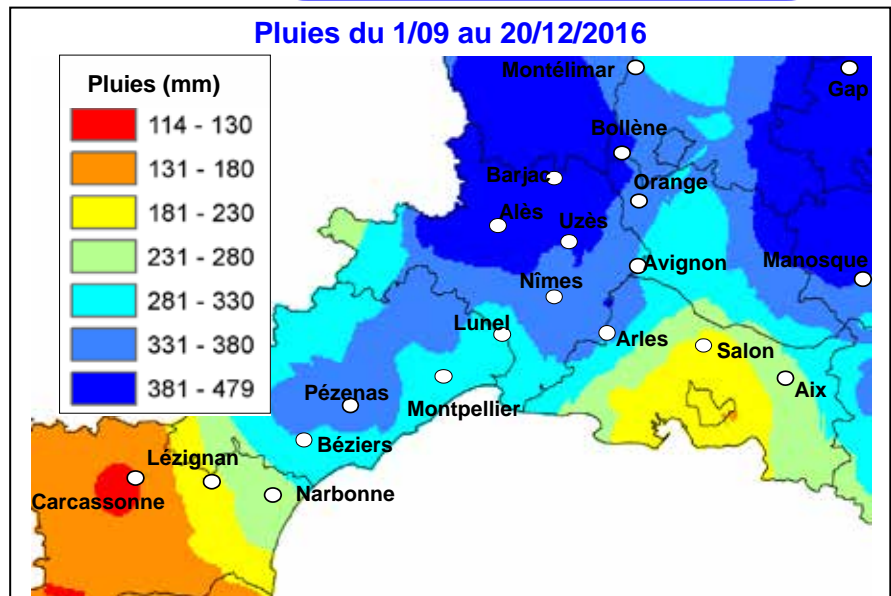 Pluies du 1/09 au 20/12/2016
Pluies (mm)
114 - 130
131 - 180
181 - 230
231 - 280
281 - 330
331 - 380
381 - 479
Montélimar
Gap
Bollène
Barjac
Orange
Alès
Uzès
Avignon
Manosque
Nîmes
Lunel
Arles
Salon
Aix
Pézenas
Montpellier
Béziers
Lézignan
Carcassonne
Narbonne